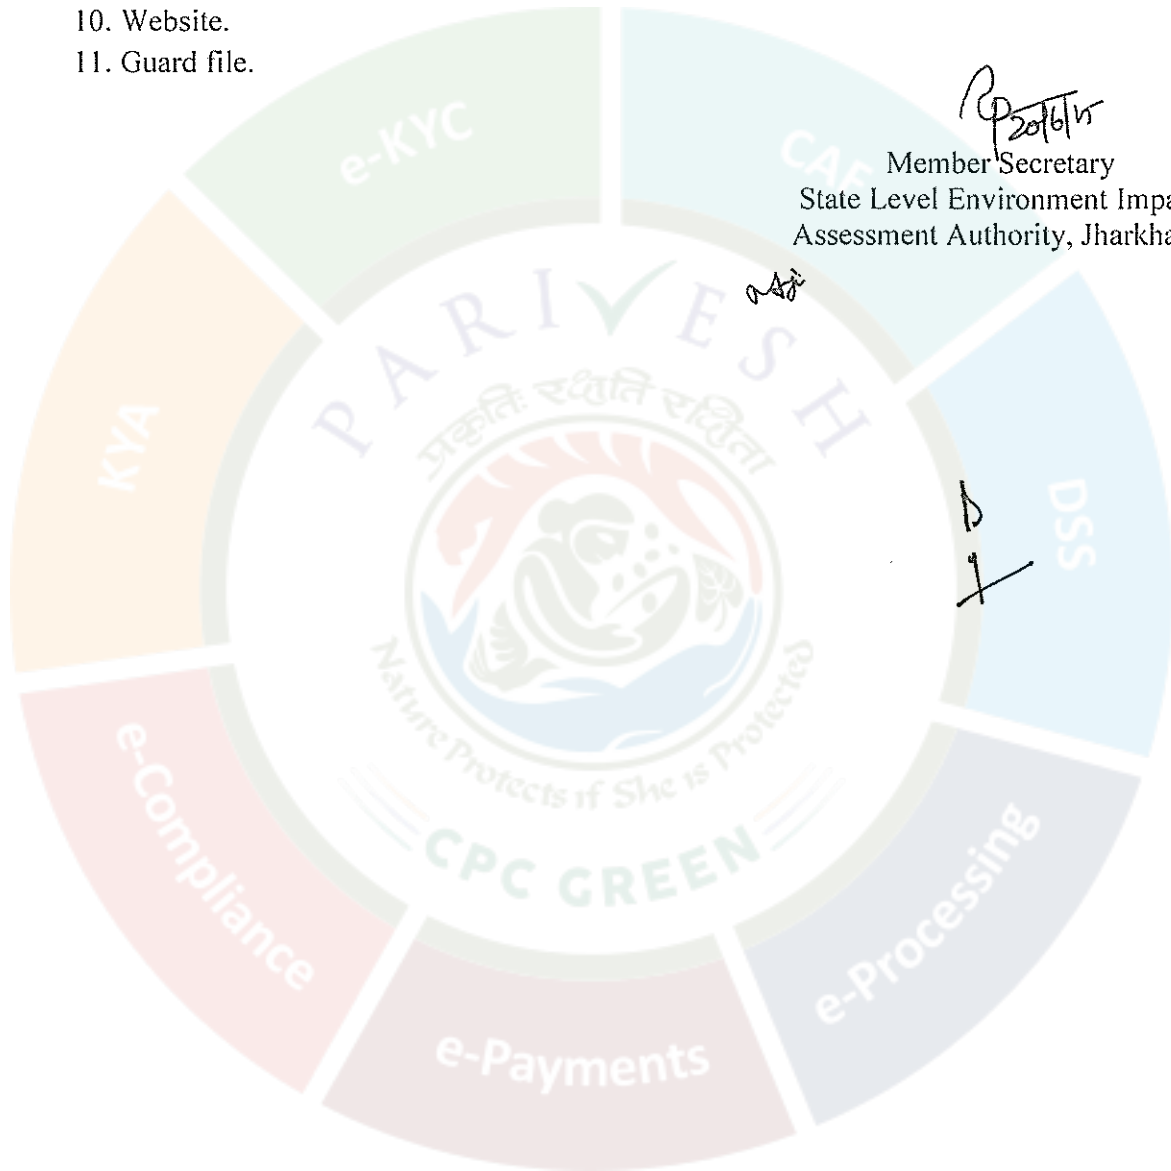 10. Website.
11. Guard file.
20/6/15
Member Secretary
State Level Environment Impa
Assessment Authority, Jharkha
e-KYC
CAF
KYA
DSS
PARIVESH
प्रकृतिः रक्षति रक्षिता
Nature Protects if She is Protected
CPC GREEN
e-Compliance
e-Processing
e-Payments